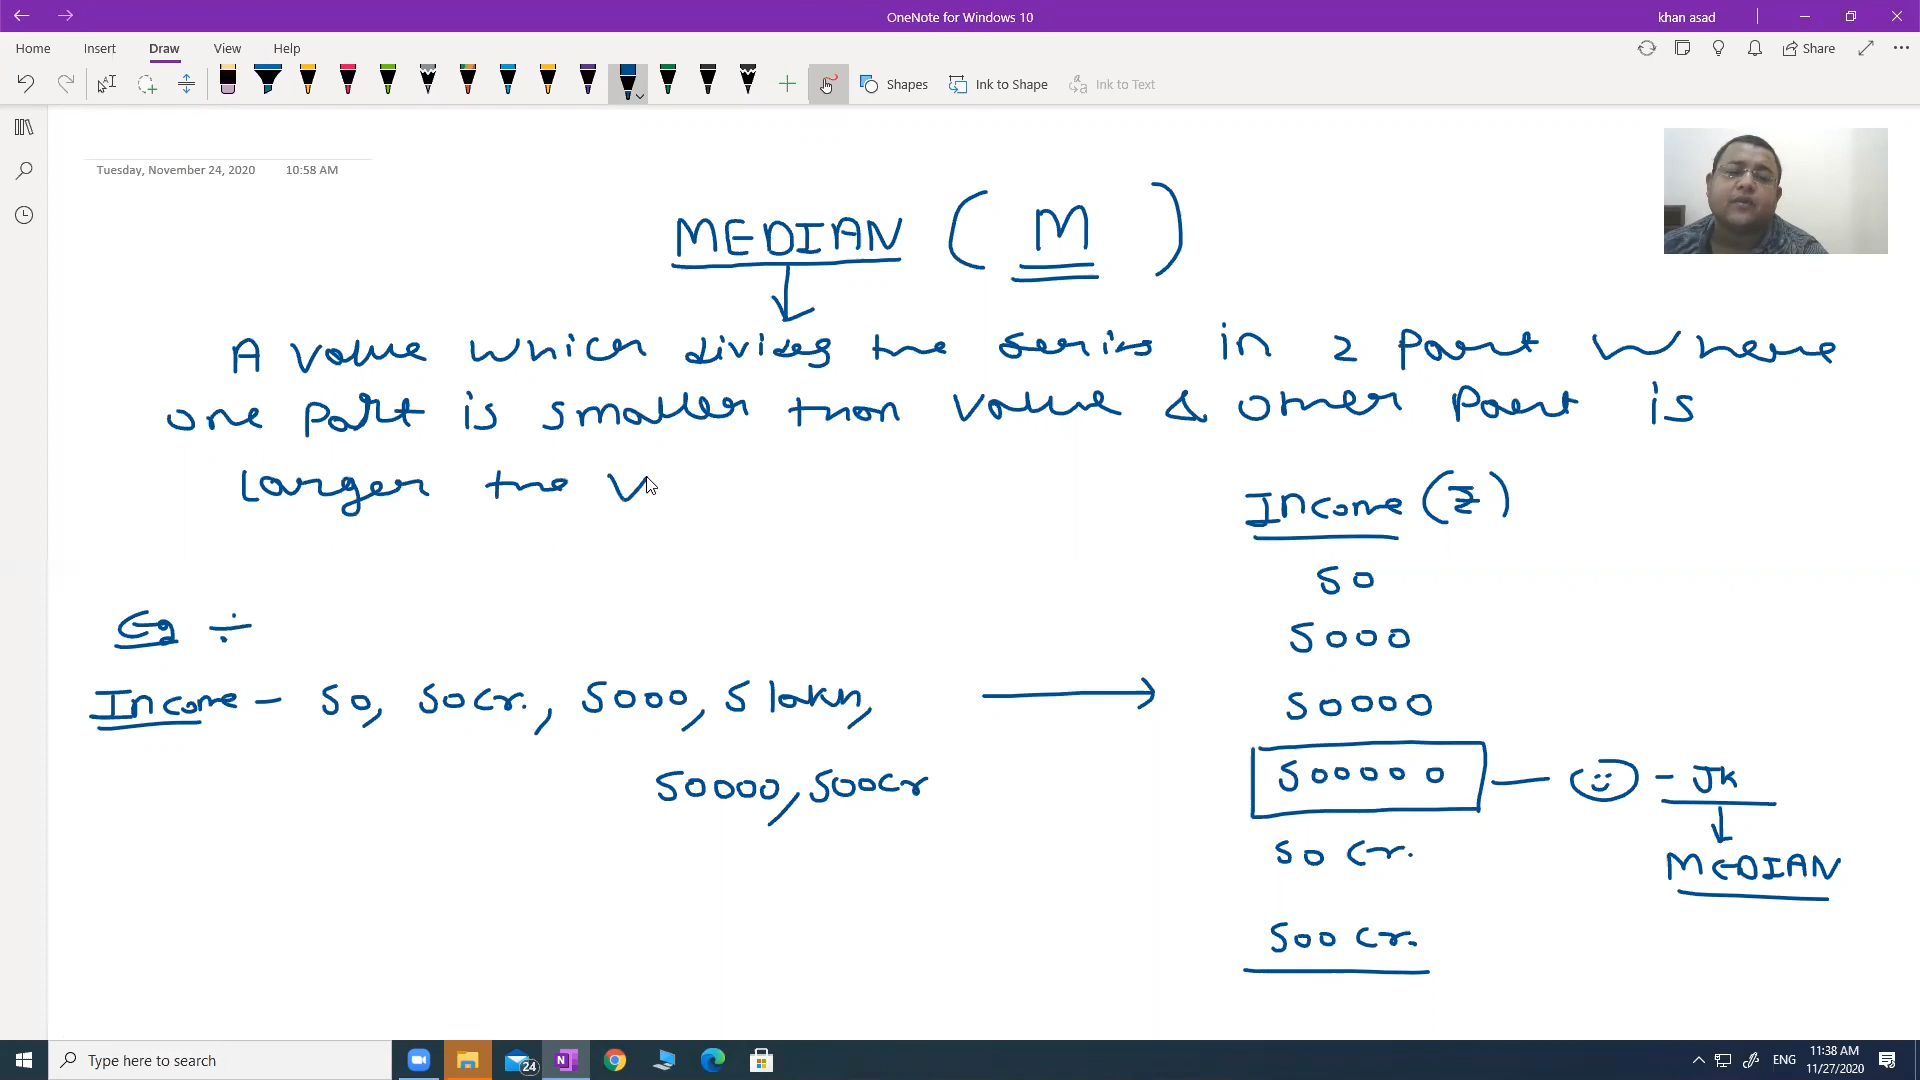 OneNote for Windows 10
khan asad
Home Insert Draw View Help
Share
Shapes Ink to Shape Ink to Text
Tuesday, November 24, 2020 10:58 AM
MEDIAN ( M )
A value which divides the series in 2 part where
one part is smaller than value & other part is
larger the v
Income (₹)
50
5000
50000
500000 — - JK
MEDIAN
50 Cr.
500 Cr.
Eg ÷
Income - 50, 50Cr., 5000, 5 lakh,
50000, 500Cr
Type here to search
24
ENG
11:38 AM
11/27/2020